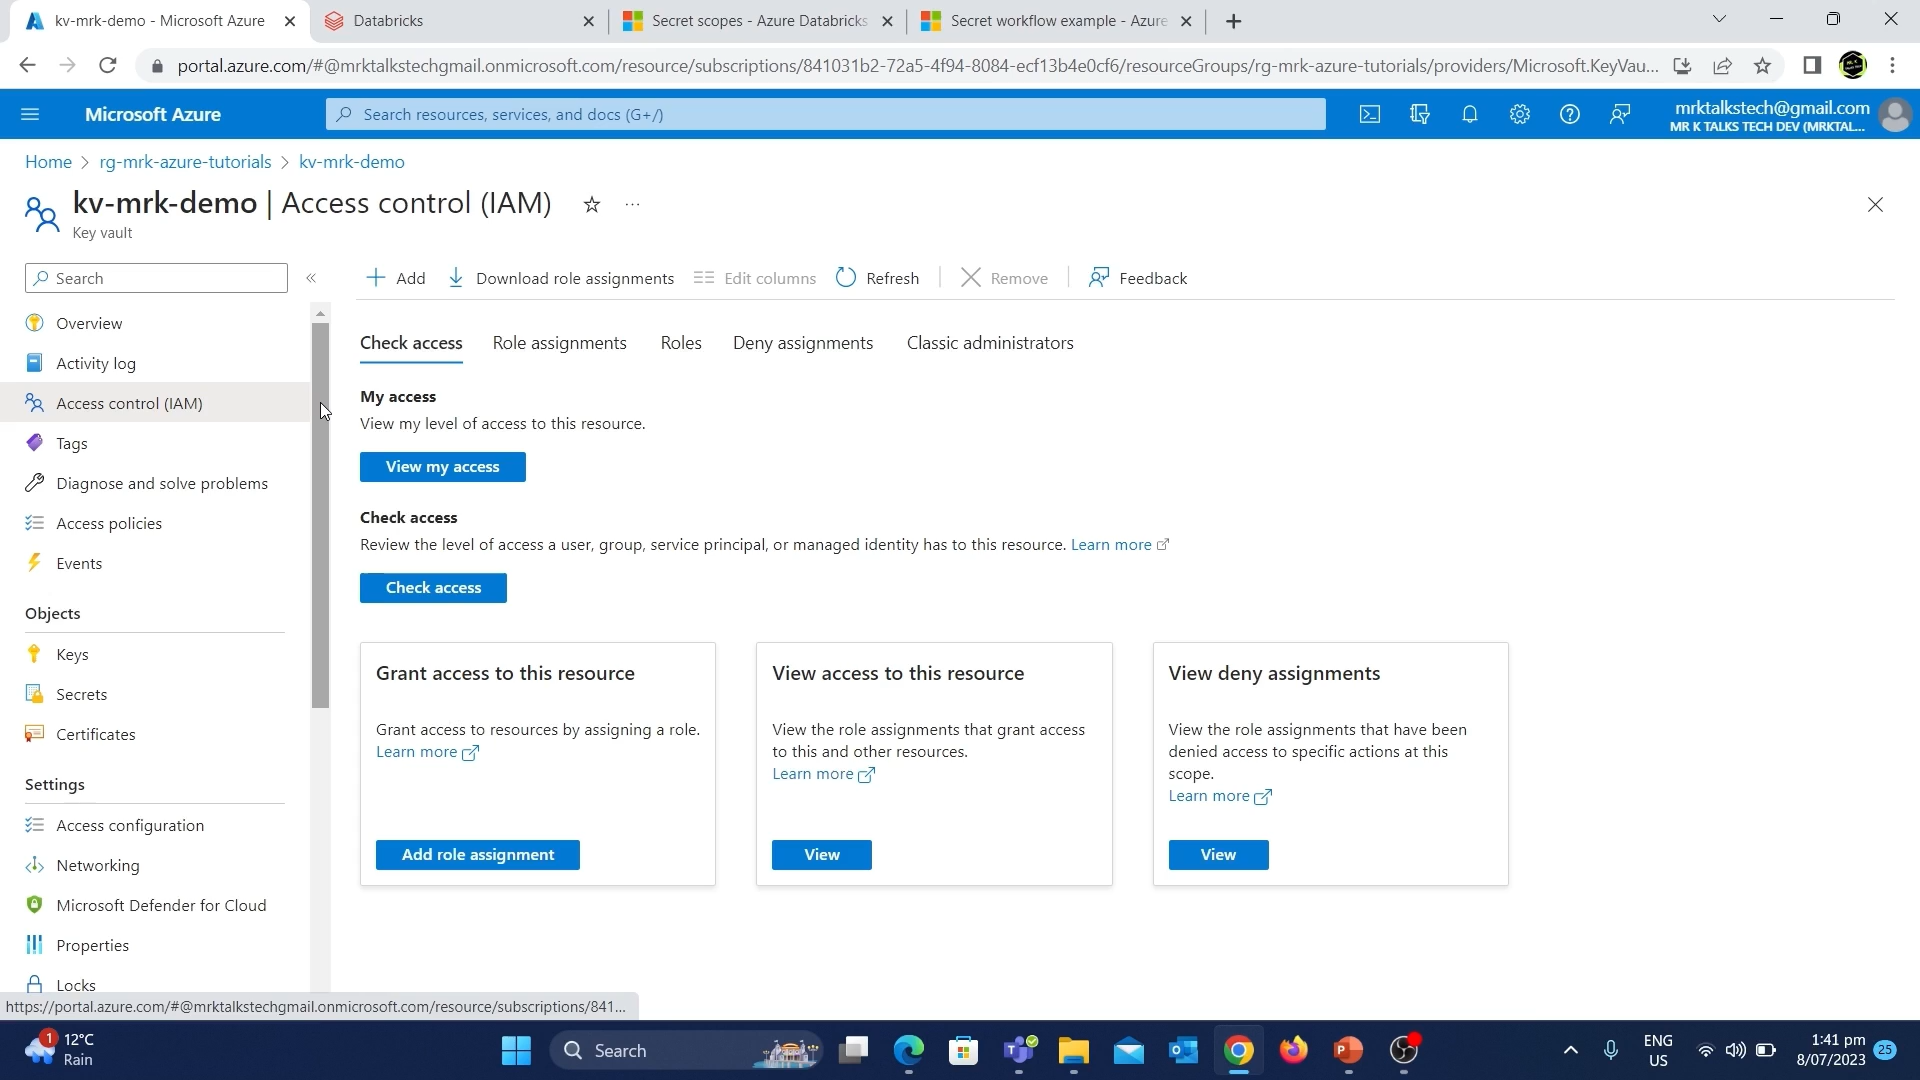 kv-mrk-demo - Microsoft Azure
Databricks
Secret scopes - Azure Databricks
Secret workflow example - Azure
portal.azure.com/#@mrktalkstechgmail.onmicrosoft.com/resource/subscriptions/841031b2-72a5-4f94-8084-ecf13b4e0cf6/resourceGroups/rg-mrk-azure-tutorials/providers/Microsoft.KeyVau...
Microsoft Azure
Search resources, services, and docs (G+/)
mrktalkstech@gmail.com
MR K TALKS TECH DEV (MRKTAL...
Home > rg-mrk-azure-tutorials > kv-mrk-demo
kv-mrk-demo | Access control (IAM)
Key vault
Search
Add
Download role assignments
Edit columns
Refresh
Remove
Feedback
Overview
Activity log
Access control (IAM)
Tags
Diagnose and solve problems
Access policies
Events
Objects
Keys
Secrets
Certificates
Settings
Access configuration
Networking
Microsoft Defender for Cloud
Properties
Locks
Check access
Role assignments
Roles
Deny assignments
Classic administrators
My access
View my level of access to this resource.
View my access
Check access
Review the level of access a user, group, service principal, or managed identity has to this resource. Learn more
Check access
Grant access to this resource
Grant access to resources by assigning a role.
Learn more
Add role assignment
View access to this resource
View the role assignments that grant access
to this and other resources.
Learn more
View
View deny assignments
View the role assignments that have been
denied access to specific actions at this
scope.
Learn more
View
https://portal.azure.com/#@mrktalkstechgmail.onmicrosoft.com/resource/subscriptions/841...
1
12°C
Rain
Search
ENG
US
1:41 pm
8/07/2023
25